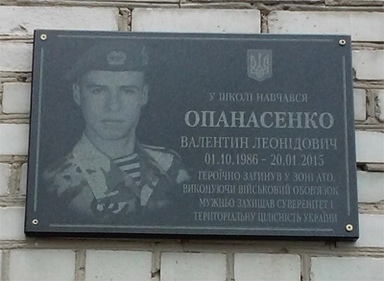 У ШКОЛІ НАВЧАВСЯ
ОПАНАСЕНКО
ВАЛЕНТИН ЛЕОНІДОВИЧ
01.10.1986 - 20.01.2015
ГЕРОЇЧНО ЗАГИНУВ У ЗОНІ АТО,
ВИКОНУЮЧИ ВІЙСЬКОВИЙ ОБОВ'ЯЗОК
МУЖНЬО ЗАХИЩАВ СУВЕРЕНІТЕТ І
ТЕРИТОРІАЛЬНУ ЦІЛІСНІСТЬ УКРАЇНИ